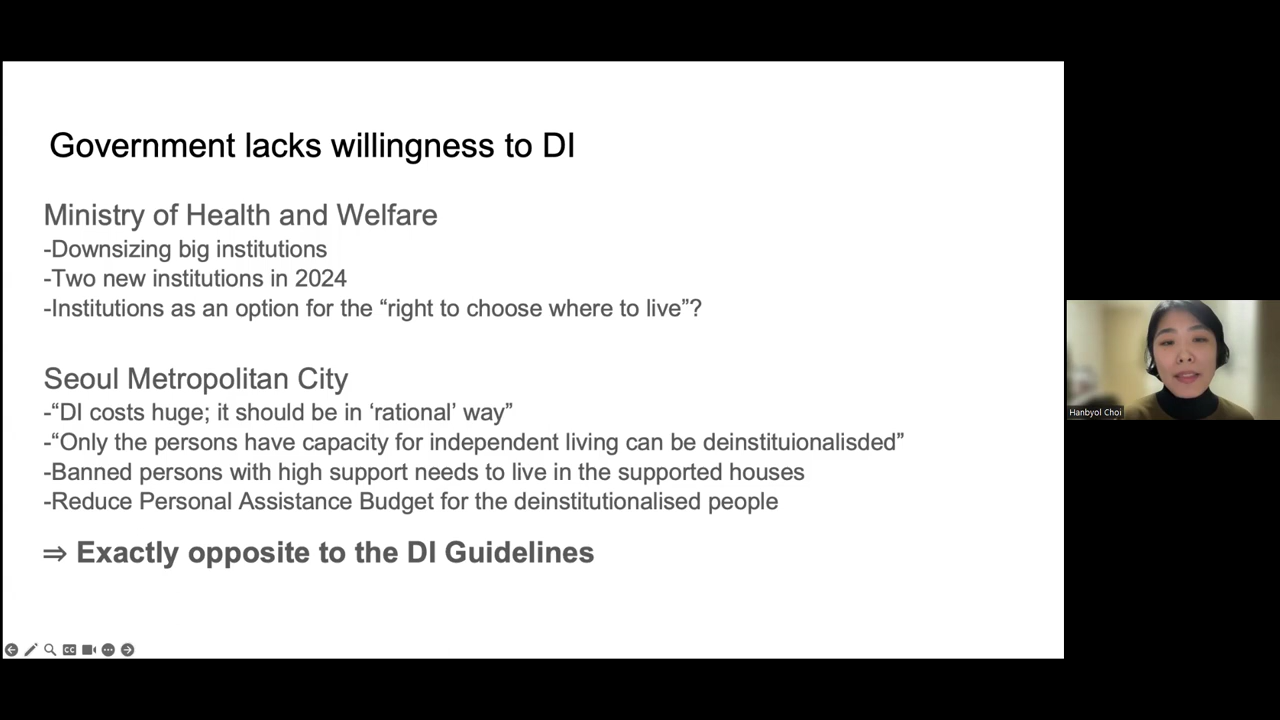 Government lacks willingness to DI
Ministry of Health and Welfare
-Downsizing big institutions
-Two new institutions in 2024
-Institutions as an option for the “right to choose where to live”?
Seoul Metropolitan City
-“DI costs huge; it should be in ‘rational’ way”
-“Only the persons have capacity for independent living can be deinstituionalisded”
-Banned persons with high support needs to live in the supported houses
-Reduce Personal Assistance Budget for the deinstitutionalised people
⇒ Exactly opposite to the DI Guidelines
CC
Hanbyol Choi